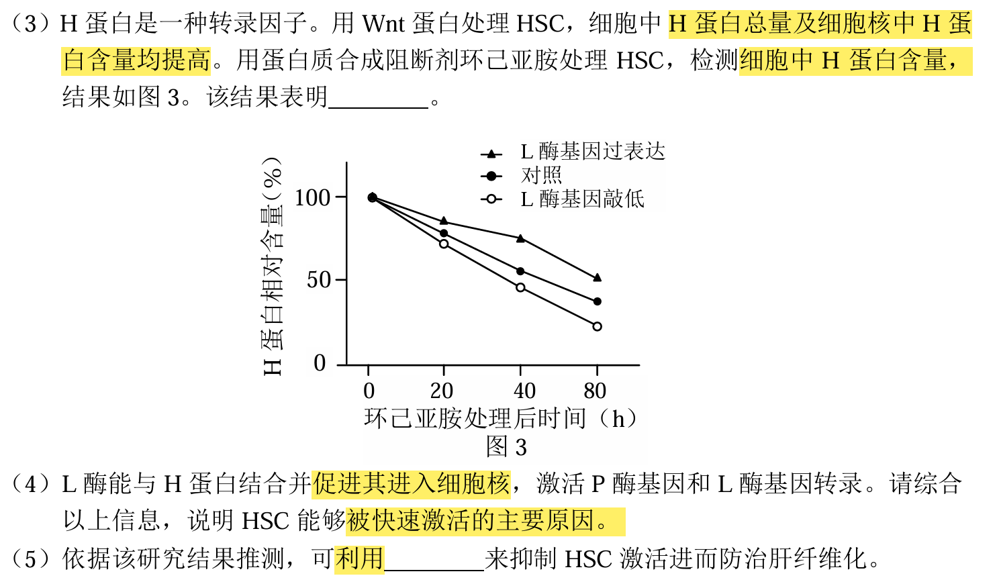 （3）H 蛋白是一种转录因子。用 Wnt 蛋白处理 HSC，细胞中 H 蛋白总量及细胞核中 H 蛋
白含量均提高。用蛋白质合成阻断剂环己亚胺处理 HSC，检测细胞中 H 蛋白含量，
结果如图 3。该结果表明________。
L 酶基因过表达
对照
L 酶基因敲低
H 蛋白相对含量(%)
100
50
0
0 20 40 80
环己亚胺处理后时间（h）
图 3
（4）L 酶能与 H 蛋白结合并促进其进入细胞核，激活 P 酶基因和 L 酶基因转录。请综合
以上信息，说明 HSC 能够被快速激活的主要原因。
（5）依据该研究结果推测，可利用________来抑制 HSC 激活进而防治肝纤维化。